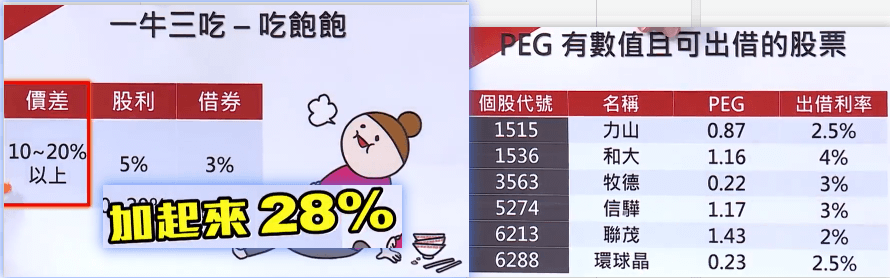 一牛三吃 – 吃飽飽
價差 股利 借券
10~20%
以上 5% 3%
加起來 28%
PEG 有數值且可出借的股票
個股代號 名稱 PEG 出借利率
1515 力山 0.87 2.5%
1536 和大 1.16 4%
3563 牧德 0.22 3%
5274 信驊 1.17 3%
6213 聯茂 1.43 2%
6288 環球晶 0.23 2.5%